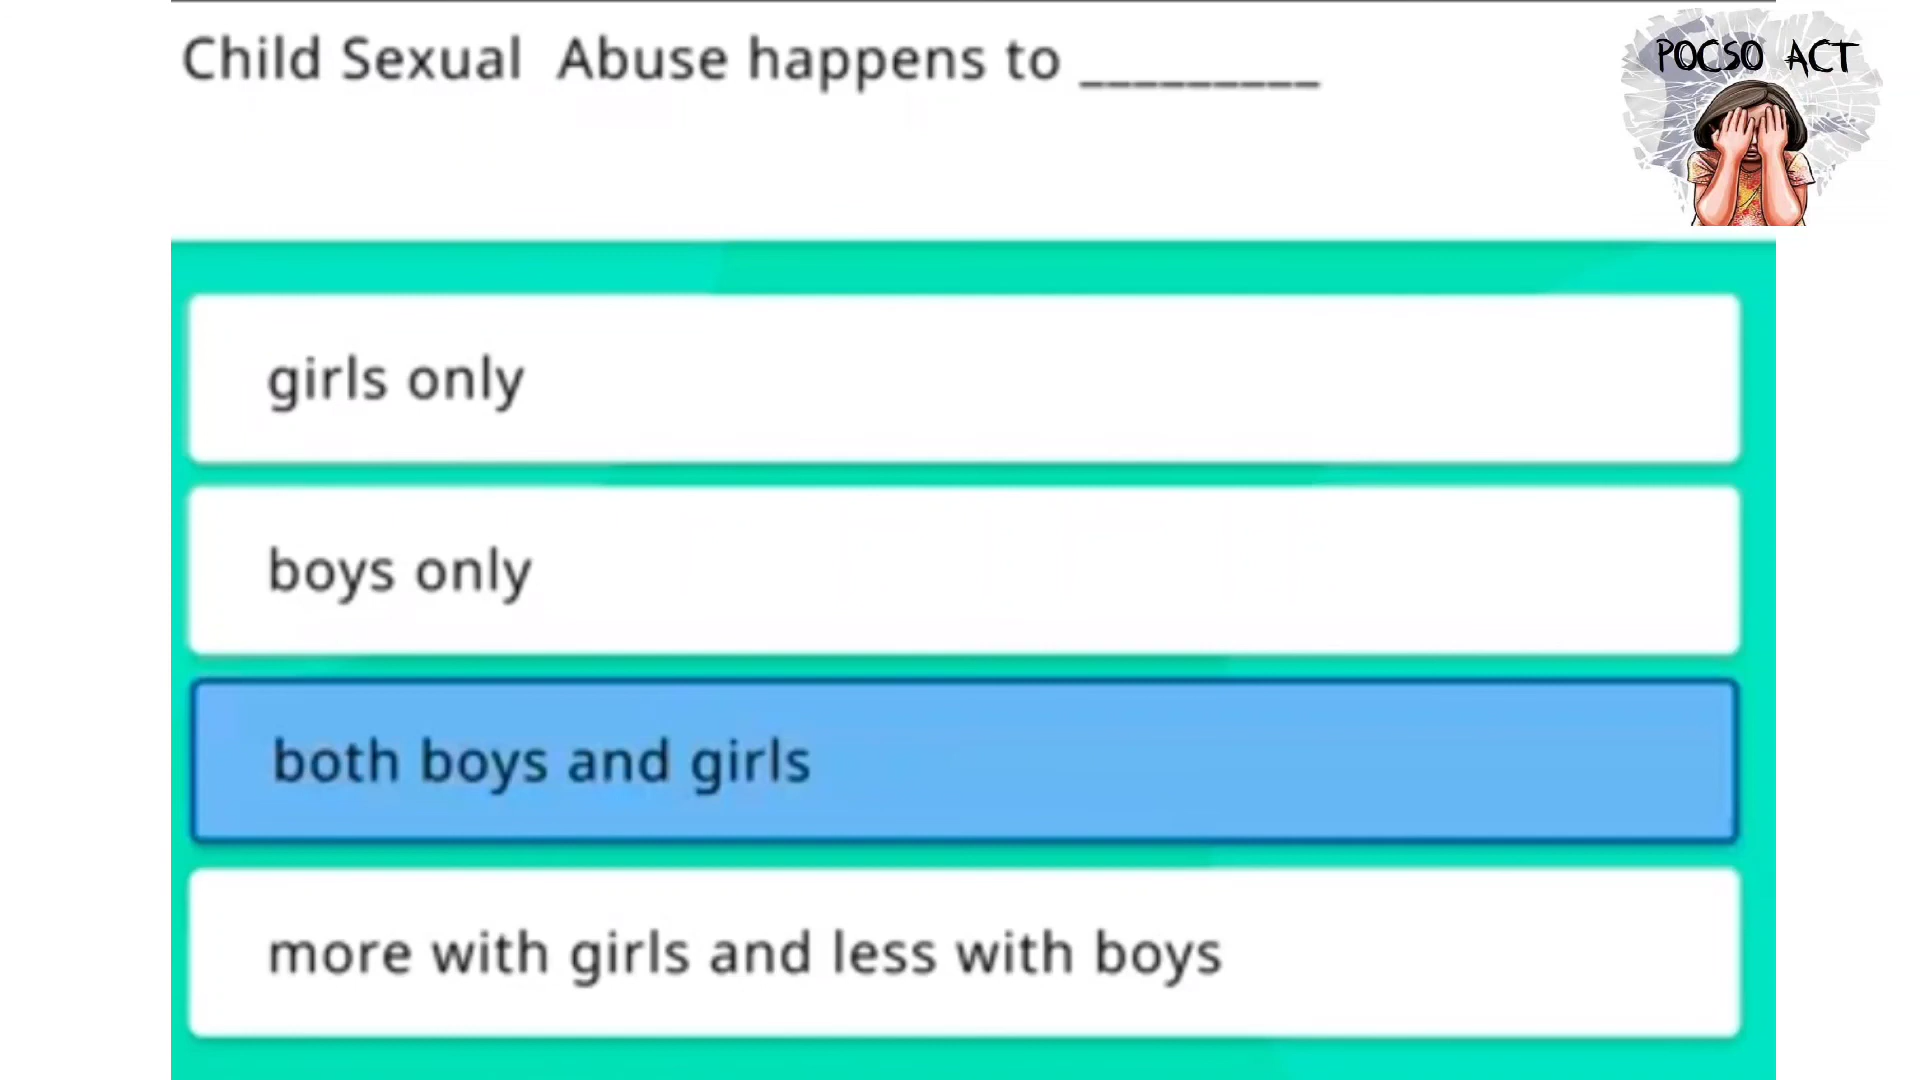 Child Sexual Abuse happens to _________
POCSO ACT
girls only
boys only
both boys and girls
more with girls and less with boys